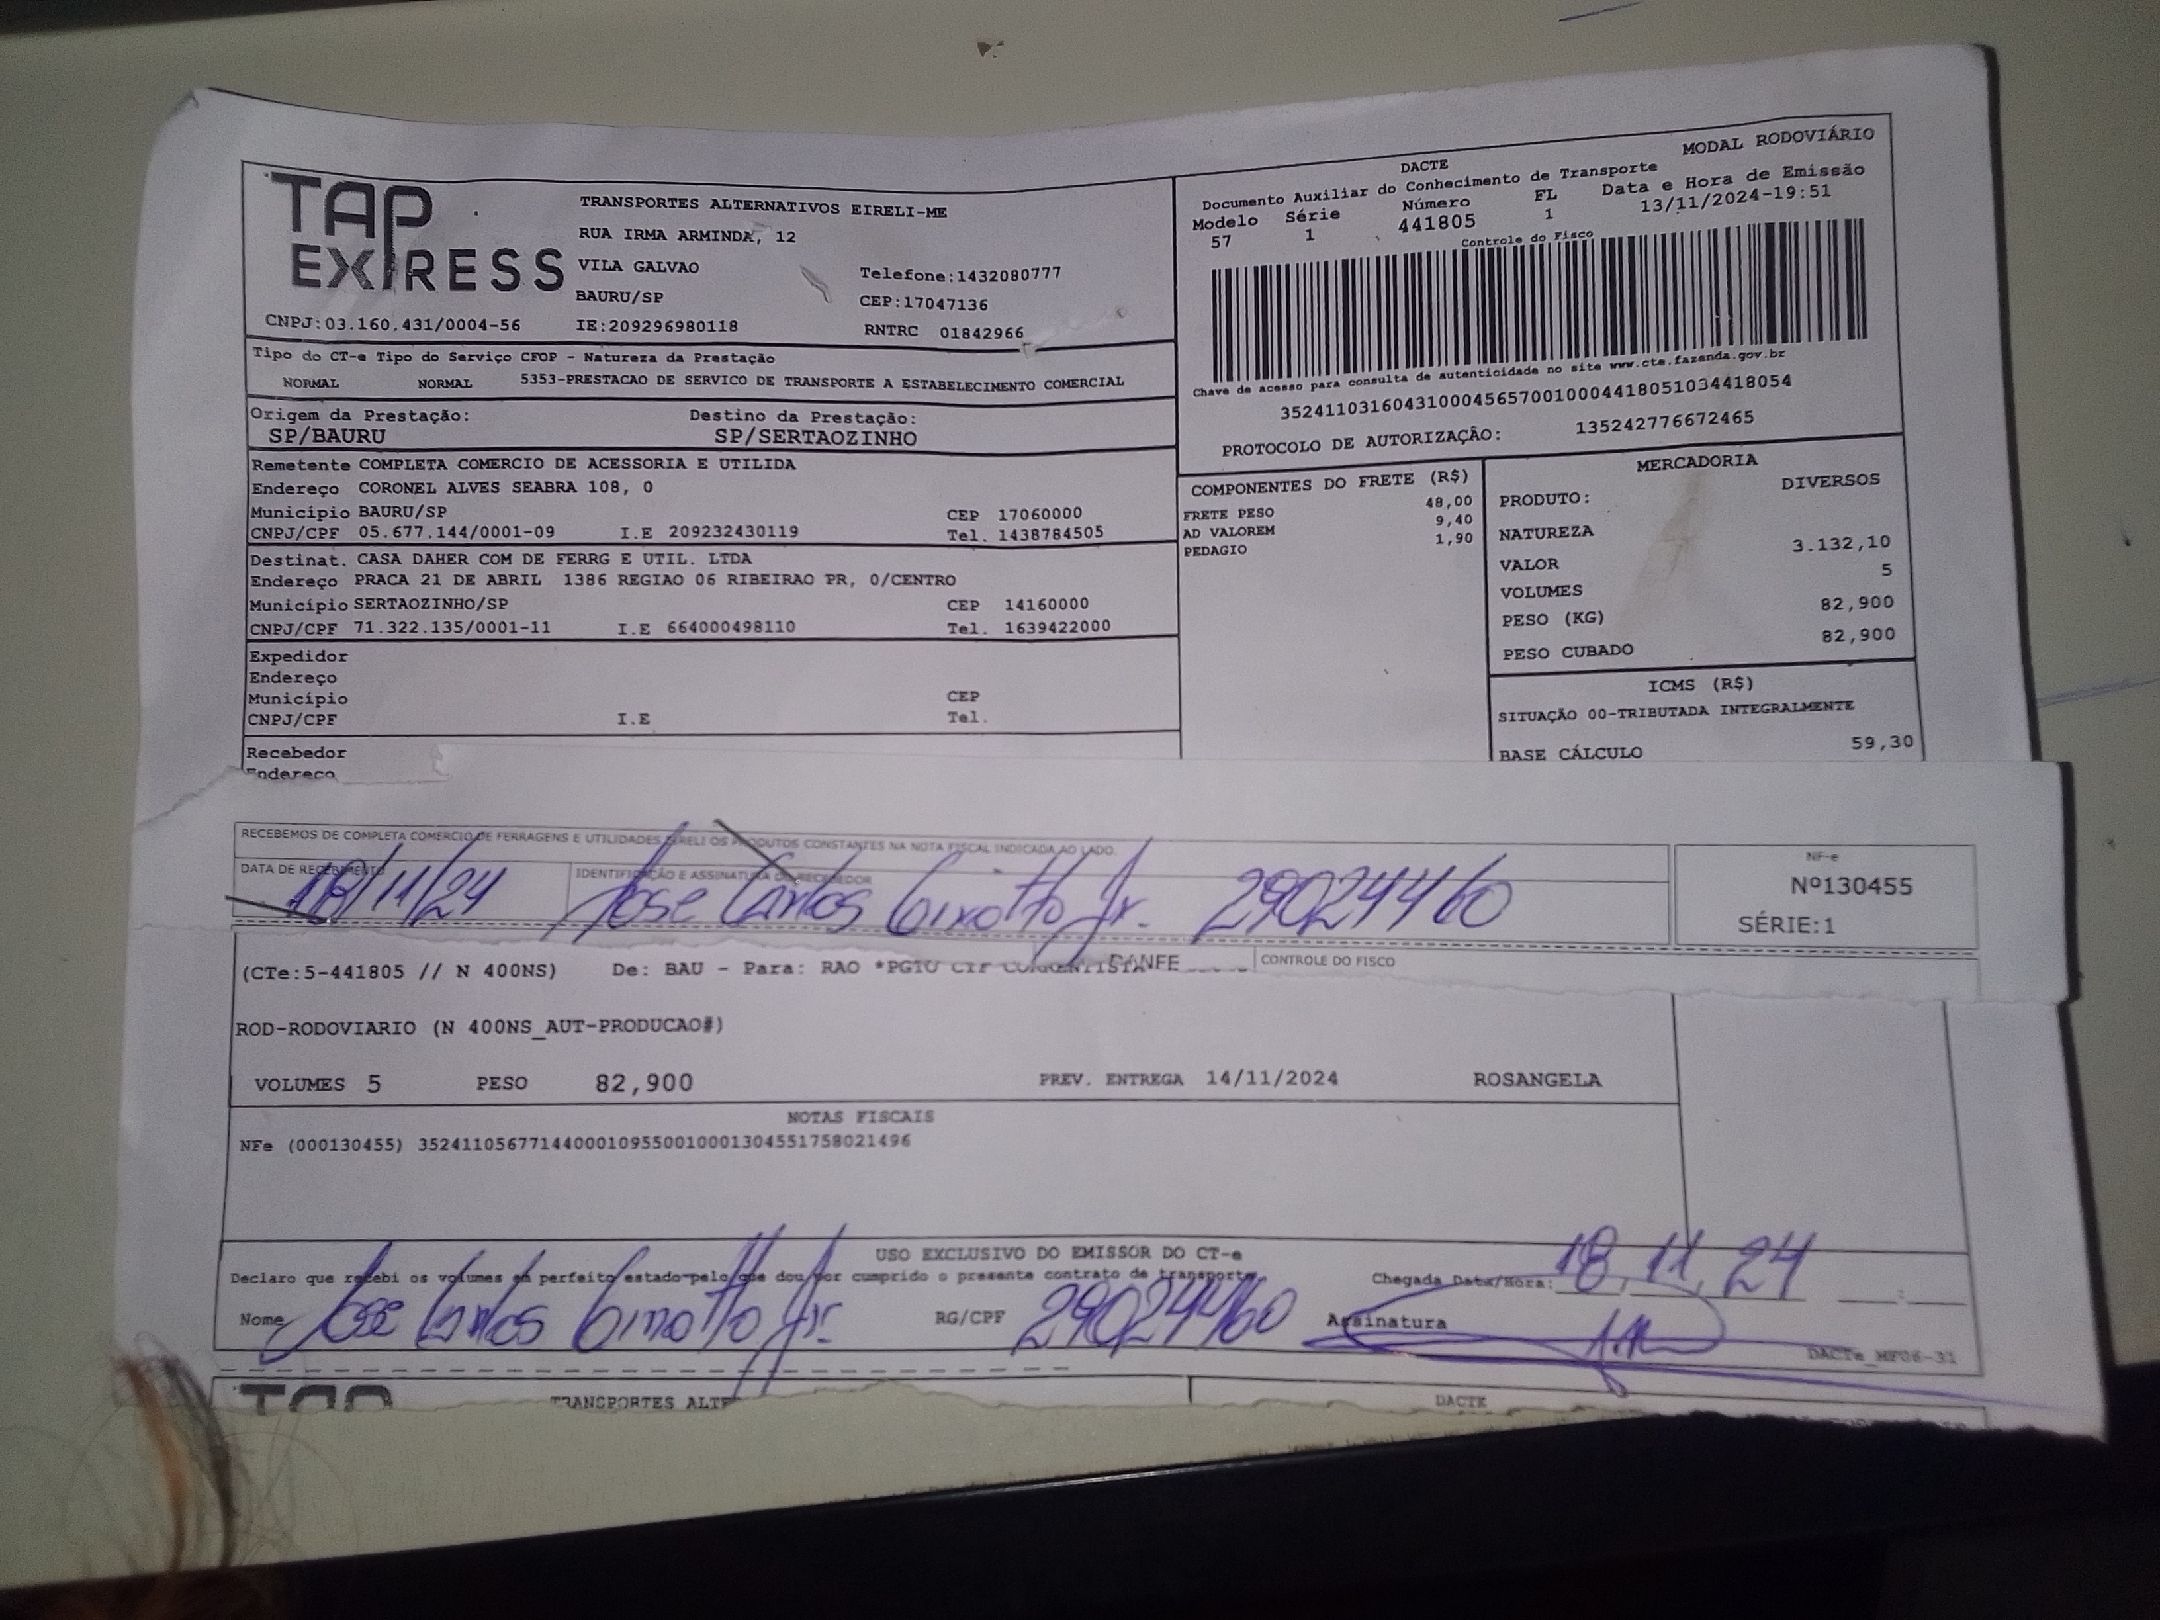 TAP EXPRESS
TRANSPORTES ALTERNATIVOS EIRELI-ME
RUA IRMA ARMINDA, 12
VILA GALVAO Telefone:1432080777
BAURU/SP CEP:17047136
CNPJ:03.160.431/0004-56 IE:209296980118 RNTRC 01842966
Tipo do CT-e Tipo do Serviço CFOP - Natureza da Prestação
NORMAL NORMAL 5353-PRESTACAO DE SERVICO DE TRANSPORTE A ESTABELECIMENTO COMERCIAL
Origem da Prestação: Destino da Prestação:
SP/BAURU SP/SERTAOZINHO
Remetente COMPLETA COMERCIO DE ACESSORIA E UTILIDA
Endereço CORONEL ALVES SEABRA 108, 0
Município BAURU/SP CEP 17060000
CNPJ/CPF 05.677.144/0001-09 I.E 209232430119 Tel. 1438784505
Destinat. CASA DAHER COM DE FERRG E UTIL. LTDA
Endereço PRACA 21 DE ABRIL 1386 REGIAO 06 RIBEIRAO PR, 0/CENTRO
Município SERTAOZINHO/SP CEP 14160000
CNPJ/CPF 71.322.135/0001-11 I.E 664000498110 Tel. 1639422000
Expedidor
Endereço
Município CEP
CNPJ/CPF I.E Tel.
Recebedor
Endereço
DACTE MODAL RODOVIÁRIO
Documento Auxiliar do Conhecimento de Transporte
Modelo Série Número FL Data e Hora de Emissão
57 1 441805 1 13/11/2024-19:51
Controle do Fisco
Chave de acesso para consulta de autenticidade no site www.cte.fazenda.gov.br
35241103160431000456570010004418051034418054
PROTOCOLO DE AUTORIZAÇÃO: 135242776672465
COMPONENTES DO FRETE (R$)
FRETE PESO 48,00
AD VALOREM 9,40
PEDAGIO 1,90
MERCADORIA
PRODUTO: DIVERSOS
NATUREZA
VALOR 3.132,10
VOLUMES 5
PESO (KG) 82,900
PESO CUBADO 82,900
ICMS (R$)
SITUAÇÃO 00-TRIBUTADA INTEGRALMENTE
BASE CÁLCULO 59,30
RECEBEMOS DE COMPLETA COMERCIO DE FERRAGENS E UTILIDADES EIRELI OS PRODUTOS CONSTANTES NA NOTA FISCAL INDICADA AO LADO.
DATA DE RECEBIMENTO IDENTIFICAÇÃO E ASSINATURA DO RECEBEDOR
18/11/24 Jose Carlos Jr. 29024460
NF-e
Nº130455
SÉRIE:1
(CTe:5-441805 // N 400NS) De: BAU - Para: RAO *PGTO CIF CORRENTISTA
DANFE CONTROLE DO FISCO
ROD-RODOVIARIO (N 400NS_AUT-PRODUCAO#)
VOLUMES 5 PESO 82,900 PREV. ENTREGA 14/11/2024 ROSANGELA
NOTAS FISCAIS
NFe (000130455) 35241105677144000109550010001304551758021496
USO EXCLUSIVO DO EMISSOR DO CT-e
Declaro que recebi os volumes em perfeito estado pelo que dou por cumprido o presente contrato de transporte
Chegada Data/Hora: 18, 11, 24
Nome Jose Carlos Jr. RG/CPF 29024460 Assinatura
DACTe_MF06-31
TAP TRANSPORTES ALTE DACTE